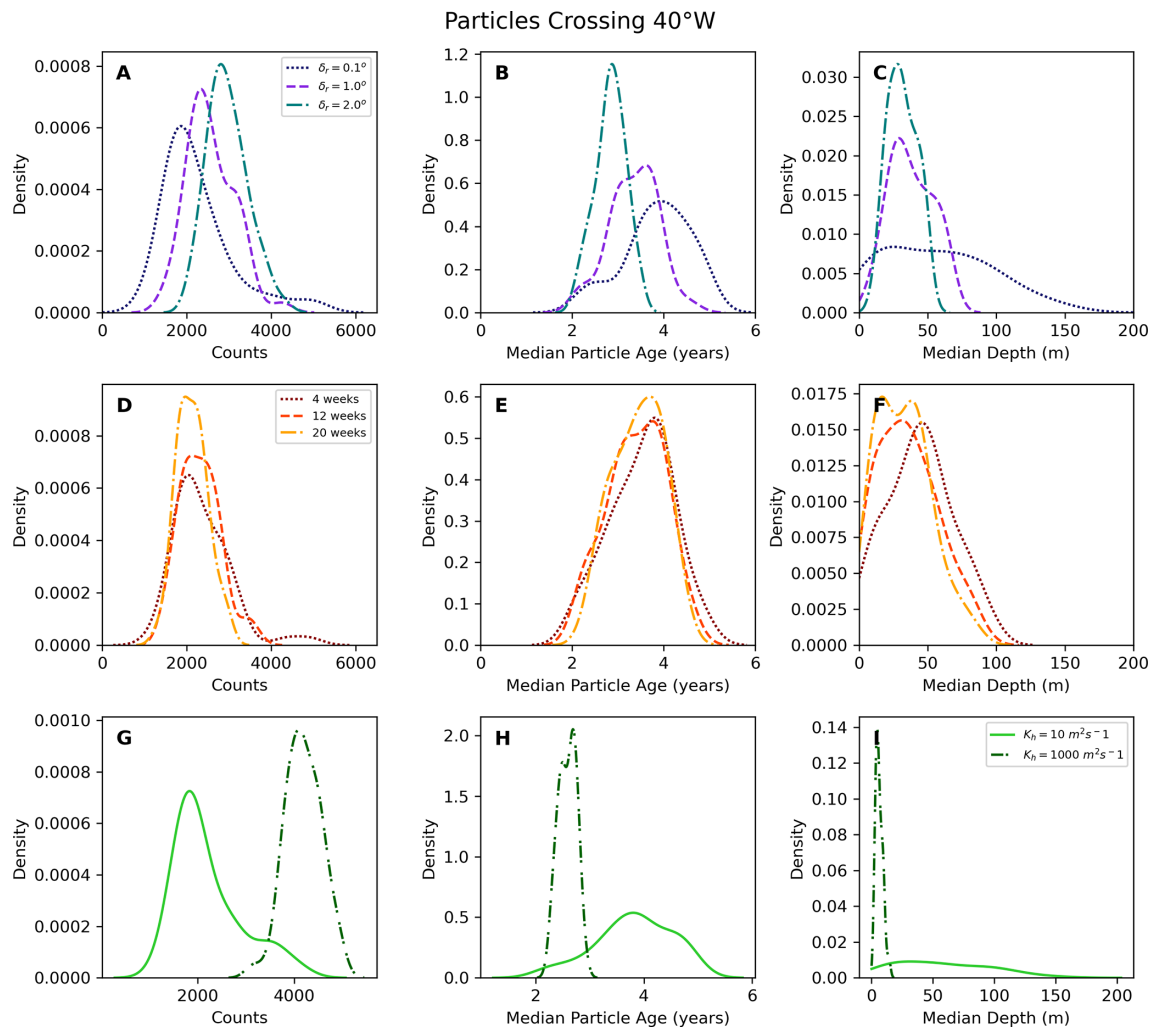 Particles Crossing 40°W
A
δr = 0.1°
δr = 1.0°
δr = 2.0°
0.0008
0.0006
0.0004
0.0002
0.0000
Density
0 2000 4000 6000
Counts
B
1.2
1.0
0.8
0.6
0.4
0.2
0.0
Density
0 2 4 6
Median Particle Age (years)
C
0.030
0.025
0.020
0.015
0.010
0.005
0.000
Density
0 50 100 150 200
Median Depth (m)
D
4 weeks
12 weeks
20 weeks
0.0008
0.0006
0.0004
0.0002
0.0000
Density
0 2000 4000 6000
Counts
E
0.6
0.5
0.4
0.3
0.2
0.1
0.0
Density
0 2 4 6
Median Particle Age (years)
F
0.0175
0.0150
0.0125
0.0100
0.0075
0.0050
0.0025
0.0000
Density
0 50 100 150 200
Median Depth (m)
G
0.0010
0.0008
0.0006
0.0004
0.0002
0.0000
Density
2000 4000
Counts
H
2.0
1.5
1.0
0.5
0.0
Density
2 4 6
Median Particle Age (years)
I
Kh = 10 m²s⁻1
Kh = 1000 m²s⁻1
0.14
0.12
0.10
0.08
0.06
0.04
0.02
0.00
Density
0 50 100 150 200
Median Depth (m)